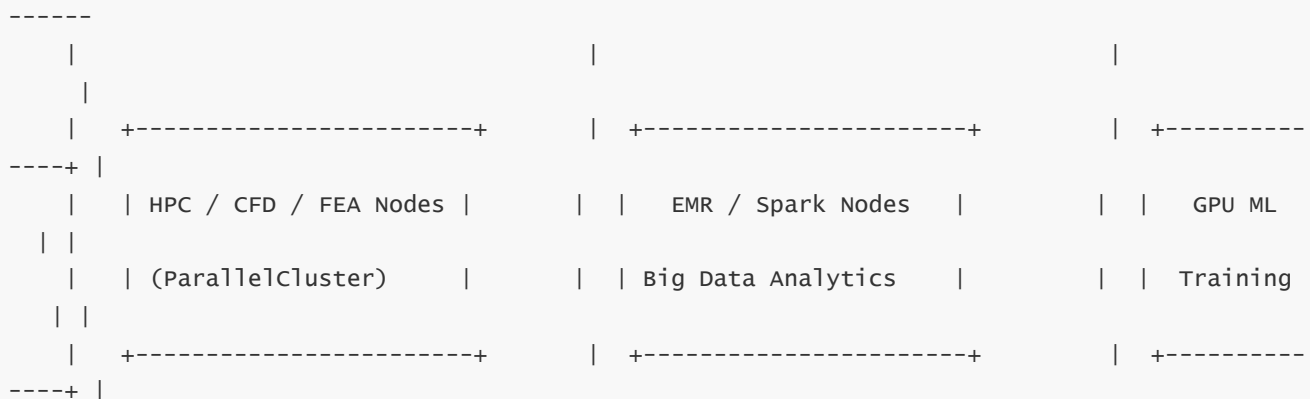 ------
    |                                    |                                    |
     |
    |   +------------------------+       |  +-----------------------+         |  +----------
----+ |
    |   | HPC / CFD / FEA Nodes |       |  |   EMR / Spark Nodes   |         |  |   GPU ML
  | |
    |   | (ParallelCluster)     |       |  | Big Data Analytics    |         |  |  Training
   | |
    |   +------------------------+       |  +-----------------------+         |  +----------
----+ |